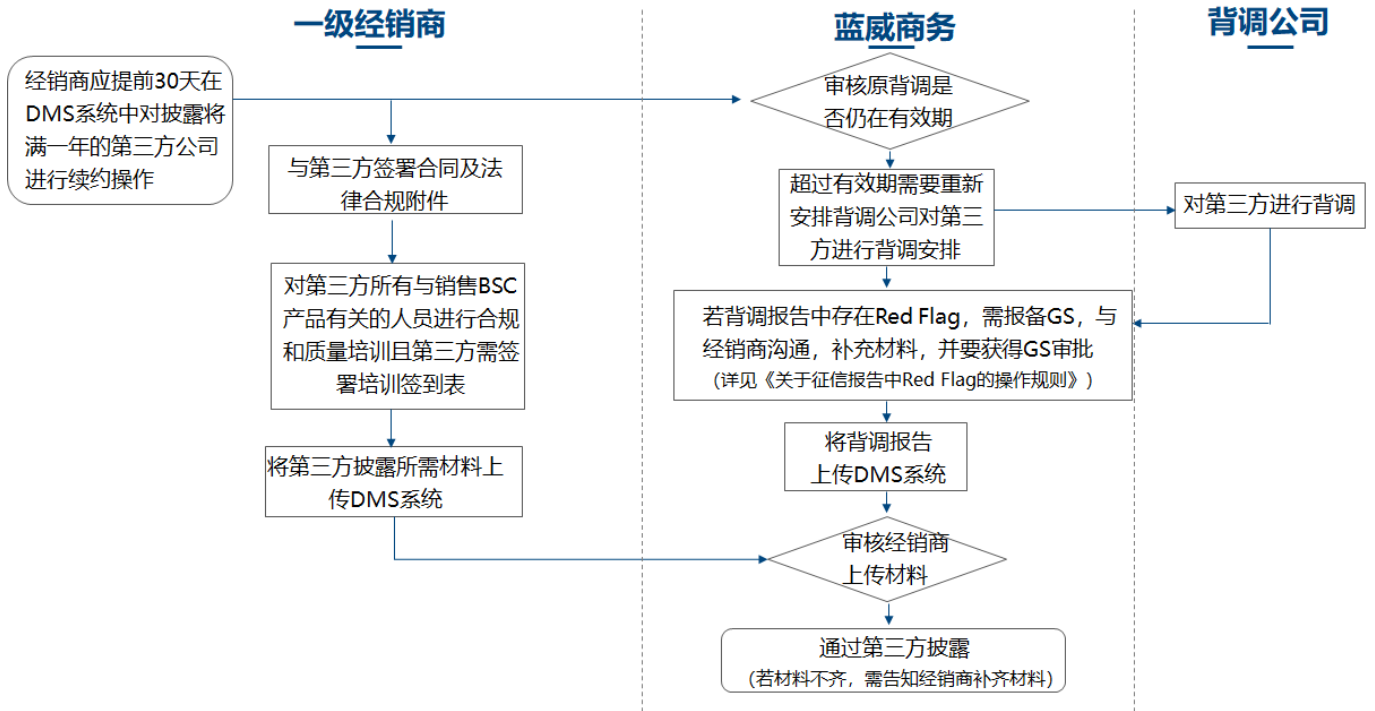 一级经销商
蓝威商务
背调公司
经销商应提前30天在
DMS系统中对披露将
满一年的第三方公司
进行续约操作
与第三方签署合同及法
律合规附件
对第三方所有与销售BSC
产品有关的人员进行合规
和质量培训且第三方需签
署培训签到表
将第三方披露所需材料上
传DMS系统
审核原背调是
否仍在有效期
超过有效期需要重新
安排背调公司对第三
方进行背调安排
对第三方进行背调
若背调报告中存在Red Flag，需报备GS，与
经销商沟通，补充材料，并要获得GS审批
（详见《关于征信报告中Red Flag的操作规则》）
将背调报告
上传DMS系统
审核经销商
上传材料
通过第三方披露
（若材料不齐，需告知经销商补齐材料）